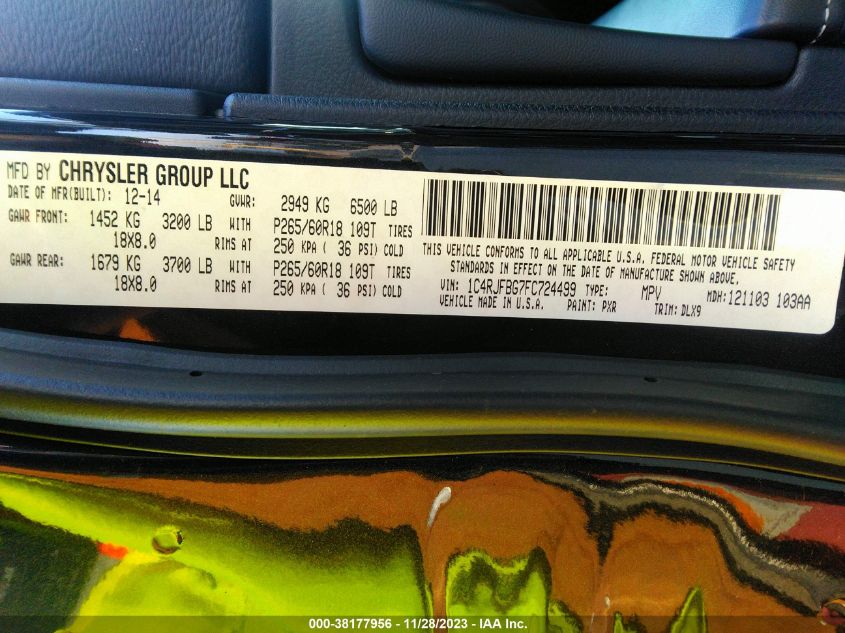 MFD BY CHRYSLER GROUP LLC
DATE OF MFR(BUILT): 12-14 GVWR: 2949 KG 6500 LB
GAWR FRONT: 1452 KG 3200 LB WITH P265/60R18 109T TIRES
18X8.0 RIMS AT 250 KPA ( 36 PSI) COLD
GAWR REAR: 1679 KG 3700 LB WITH P265/60R18 109T TIRES
18X8.0 RIMS AT 250 KPA ( 36 PSI) COLD
THIS VEHICLE CONFORMS TO ALL APPLICABLE U.S.A. FEDERAL MOTOR VEHICLE SAFETY
STANDARDS IN EFFECT ON THE DATE OF MANUFACTURE SHOWN ABOVE.
VIN: 1C4RJFBG7FC724499 TYPE: MPV MDH:121103 103AA
VEHICLE MADE IN U.S.A. PAINT: PXR TRIM: DLX9
000-38177956 - 11/28/2023 - IAA Inc.